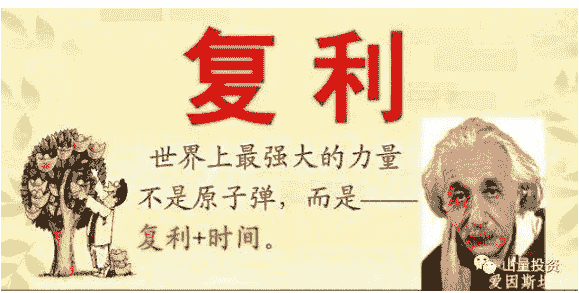 复利
世界上最强大的力量
不是原子弹，而是——
复利+时间。
山量投资
爱因斯坦